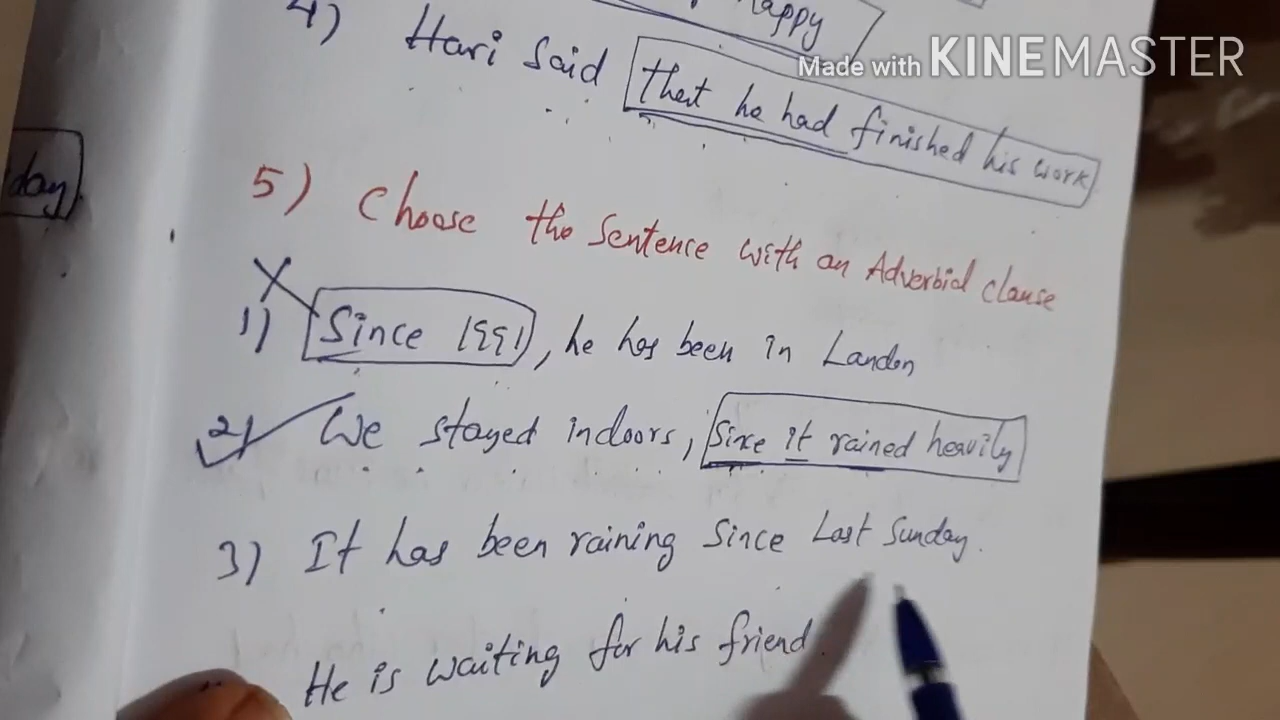 happy
Made with KINEMASTER
4) Hari Said that he had finished his work
day
5) Choose the Sentence with an Adverbial clause
1) Since 1991, he has been in Landon
2) We stayed indoors, Since it rained heavily
3) It has been raining Since Last Sunday.
He is waiting for his friend.